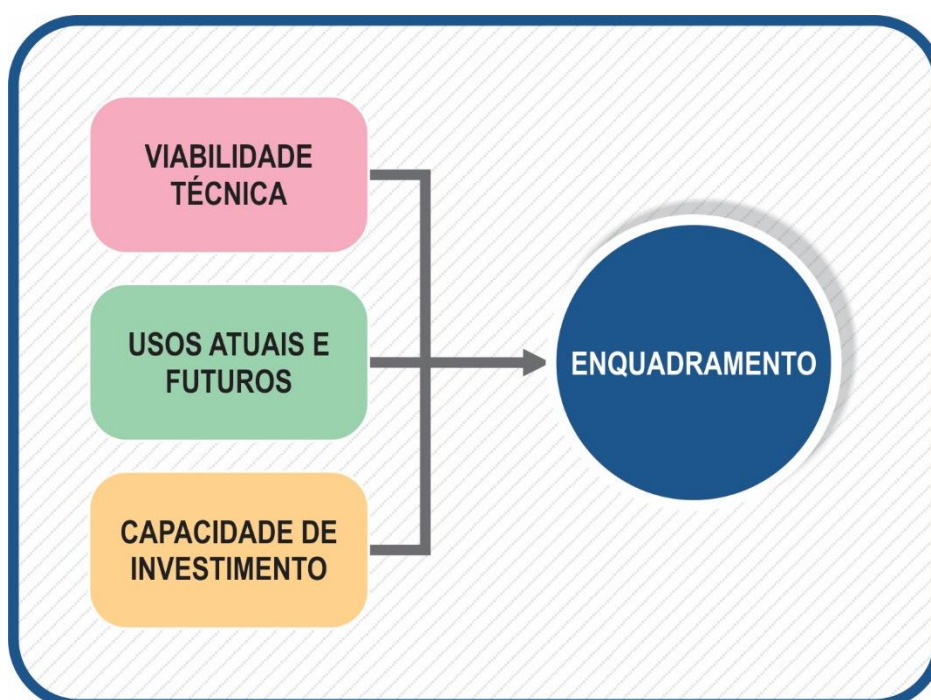 VIABILIDADE
TÉCNICA
USOS ATUAIS E
FUTUROS
CAPACIDADE DE
INVESTIMENTO
ENQUADRAMENTO